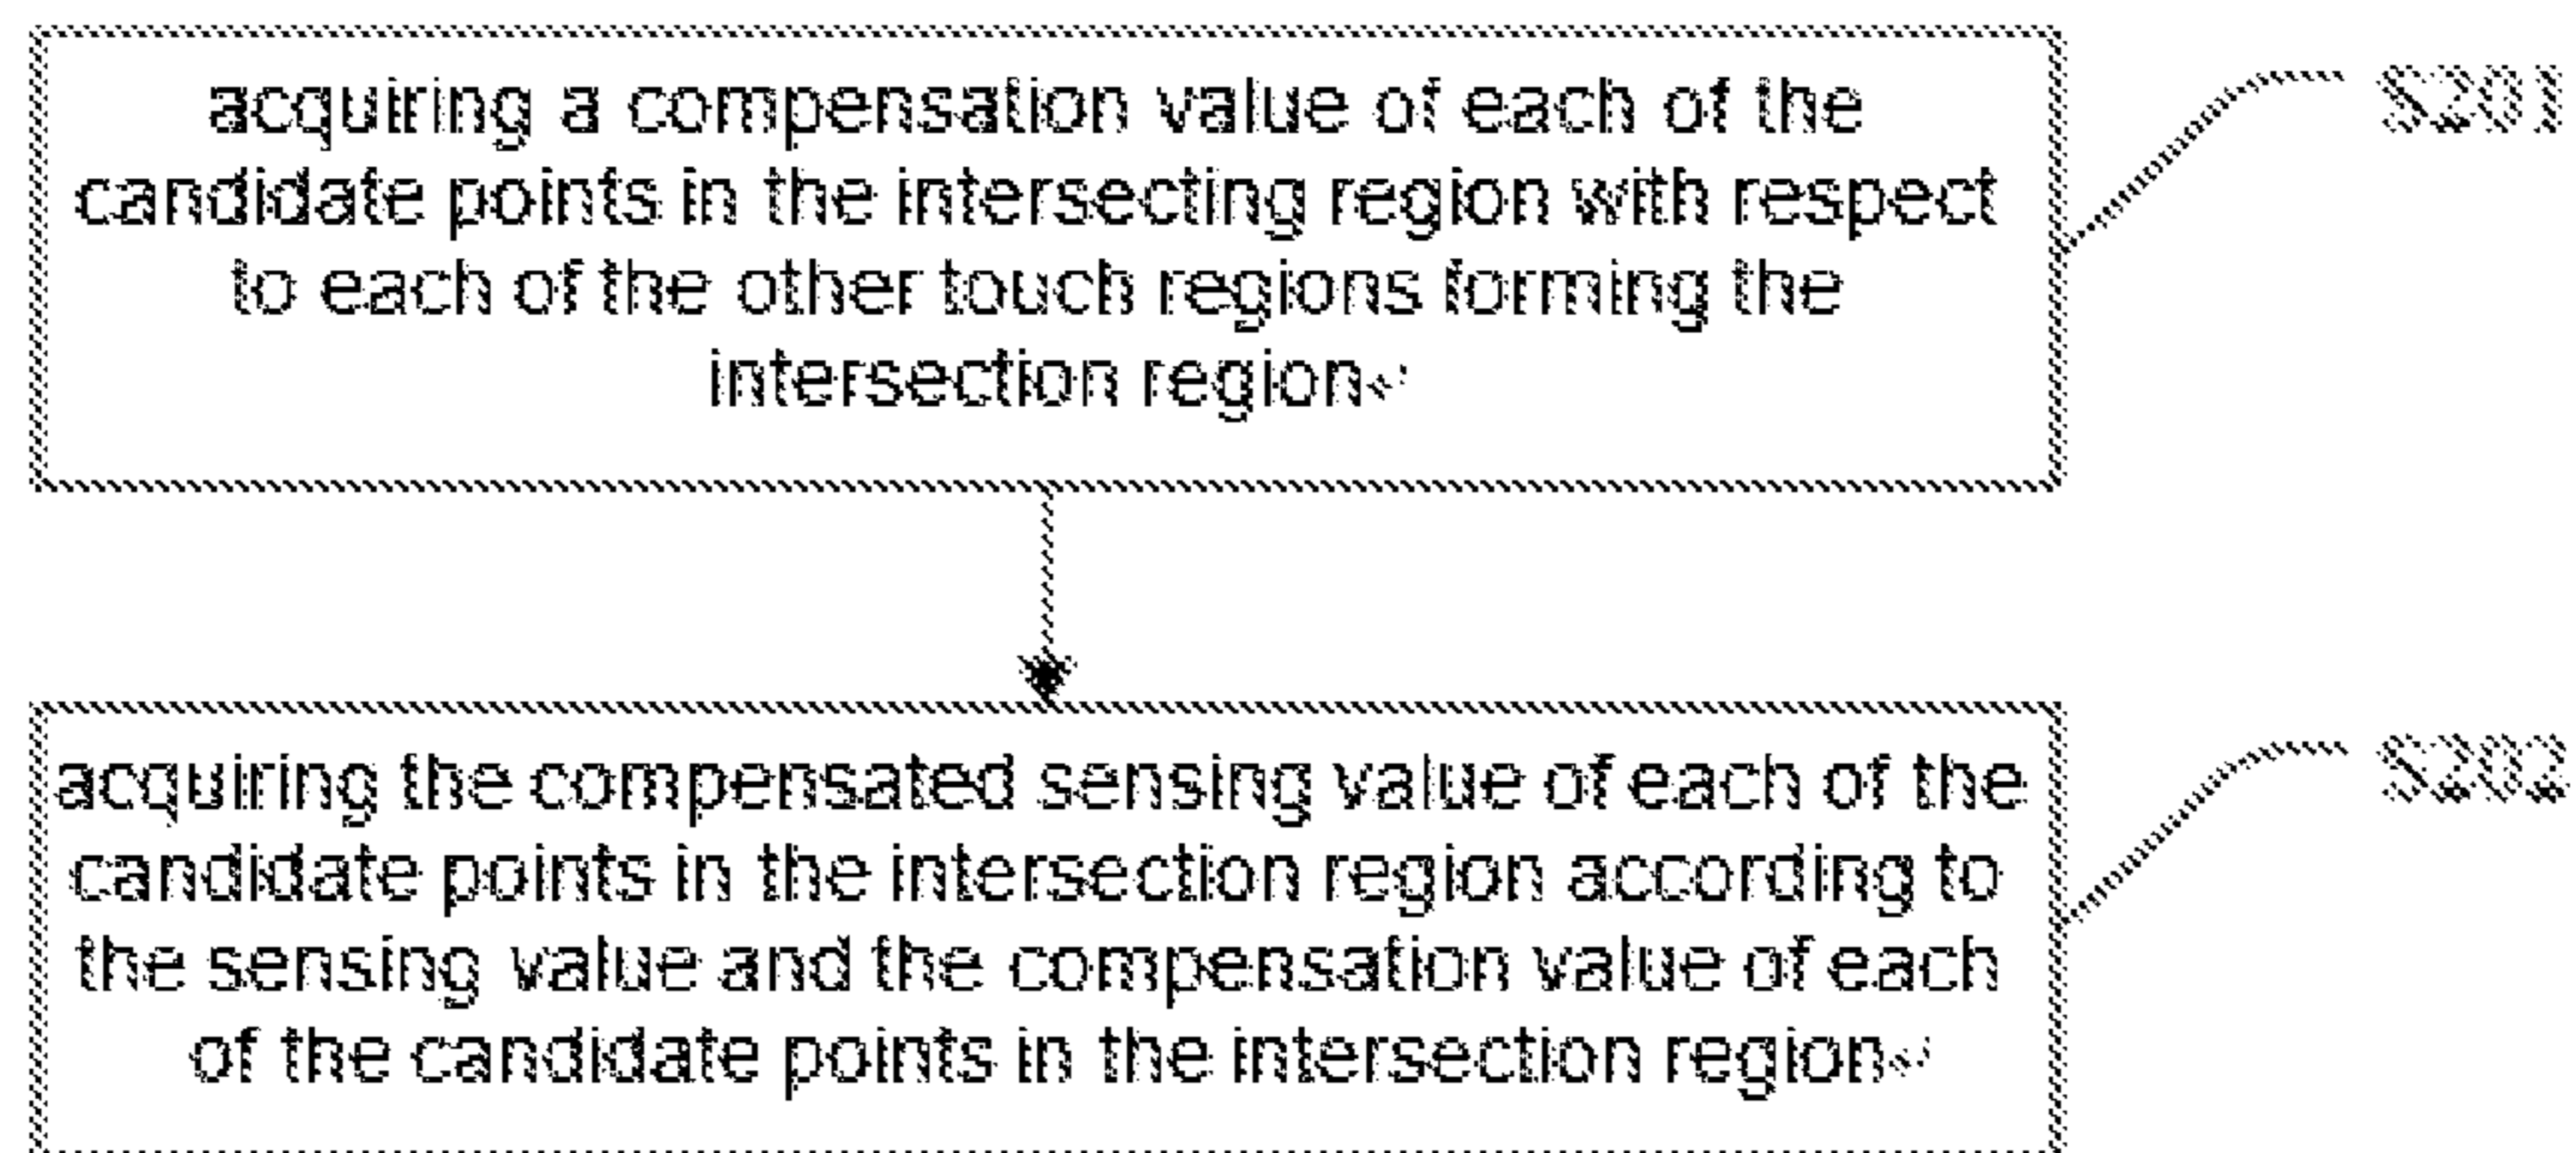 acquiring a compensation value of each of the
candidate points in the intersecting region with respect
to each of the other touch regions forming the
intersection region↵
S201
acquiring the compensated sensing value of each of the
candidate points in the intersection region according to
the sensing value and the compensation value of each
of the candidate points in the intersection region↵
S202